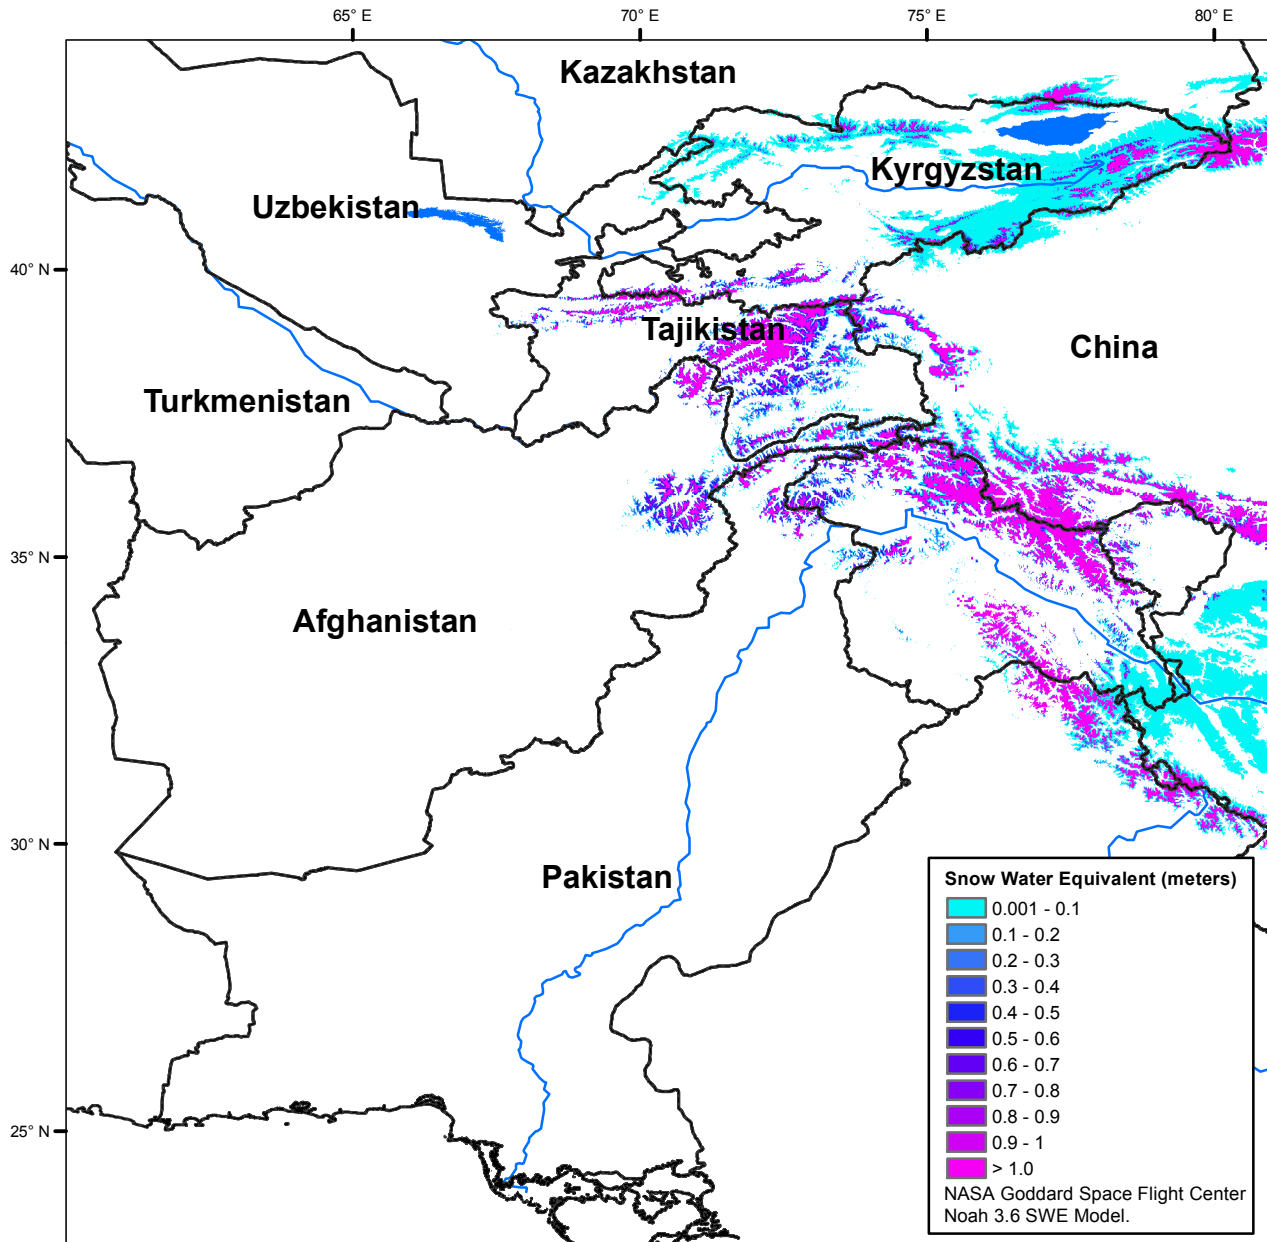 65° E 70° E 75° E 80° E
Kazakhstan
Kyrgyzstan
Uzbekistan
40° N
Tajikistan
China
Turkmenistan
35° N
Afghanistan
30° N
Pakistan
25° N
Snow Water Equivalent (meters)
0.001 - 0.1
0.1 - 0.2
0.2 - 0.3
0.3 - 0.4
0.4 - 0.5
0.5 - 0.6
0.6 - 0.7
0.7 - 0.8
0.8 - 0.9
0.9 - 1
> 1.0
NASA Goddard Space Flight Center
Noah 3.6 SWE Model.